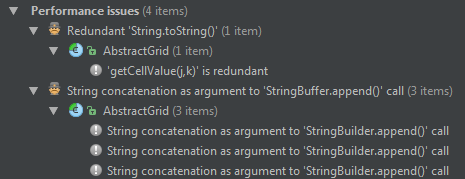 Performance issues (4 items)
Redundant 'String.toString()' (1 item)
AbstractGrid (1 item)
'getCellValue(j,k)' is redundant
String concatenation as argument to 'StringBuffer.append()' call (3 items)
AbstractGrid (3 items)
String concatenation as argument to 'StringBuilder.append()' call
String concatenation as argument to 'StringBuilder.append()' call
String concatenation as argument to 'StringBuilder.append()' call